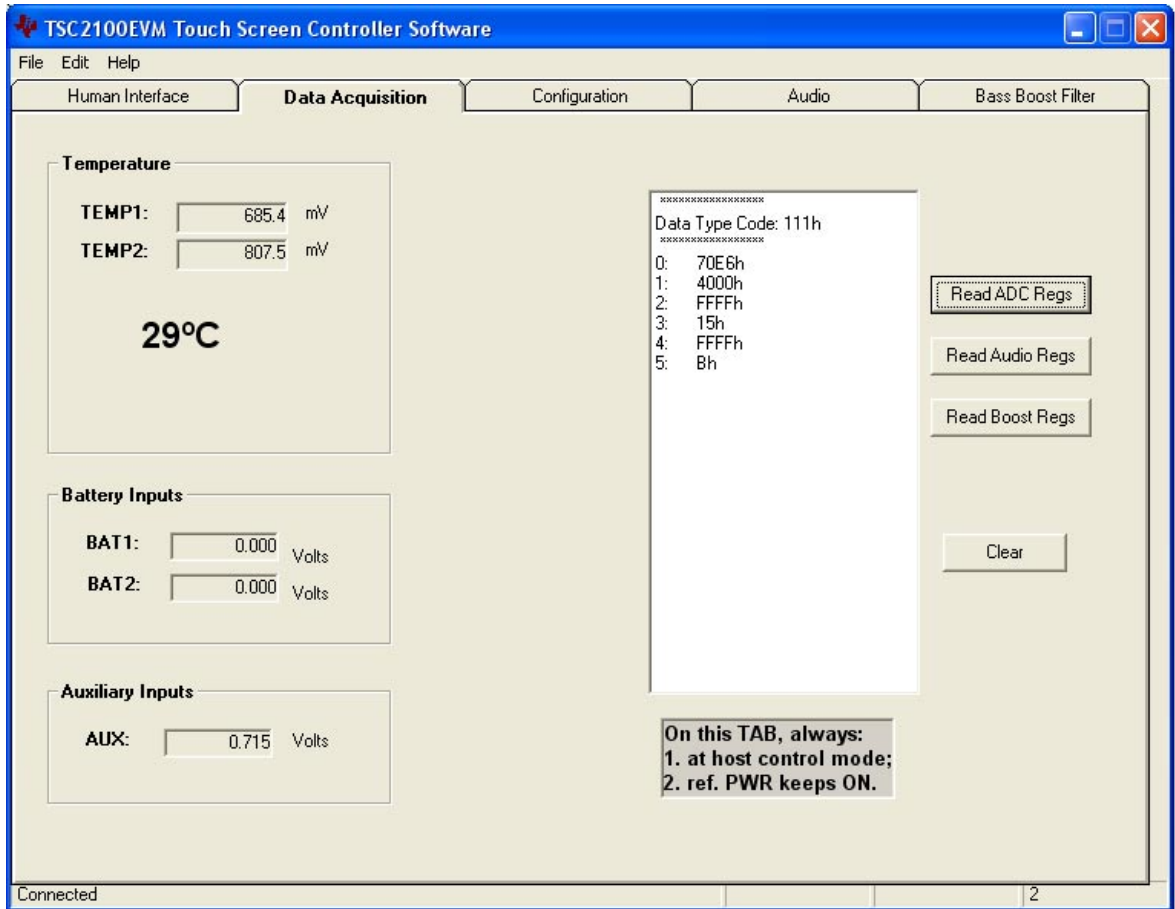 TSC2100EVM Touch Screen Controller Software
File Edit Help
Human Interface Data Acquisition Configuration Audio Bass Boost Filter
Temperature
TEMP1: 685.4 mV
TEMP2: 807.5 mV
29ºC
Battery Inputs
BAT1: 0.000 Volts
BAT2: 0.000 Volts
Auxiliary Inputs
AUX: 0.715 Volts
*****************
Data Type Code: 111h
*****************
0: 70E6h
1: 4000h
2: FFFFh
3: 15h
4: FFFFh
5: Bh
Read ADC Regs
Read Audio Regs
Read Boost Regs
Clear
On this TAB, always:
1. at host control mode;
2. ref. PWR keeps ON.
Connected 2